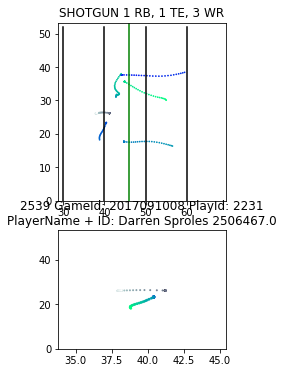 SHOTGUN 1 RB, 1 TE, 3 WR
50
40
30
20
10
0
30 40 50 60
2539 GameId: 2017091008 PlayId: 2231
PlayerName + ID: Darren Sproles 2506467.0
40
20
0
35.0 37.5 40.0 42.5 45.0